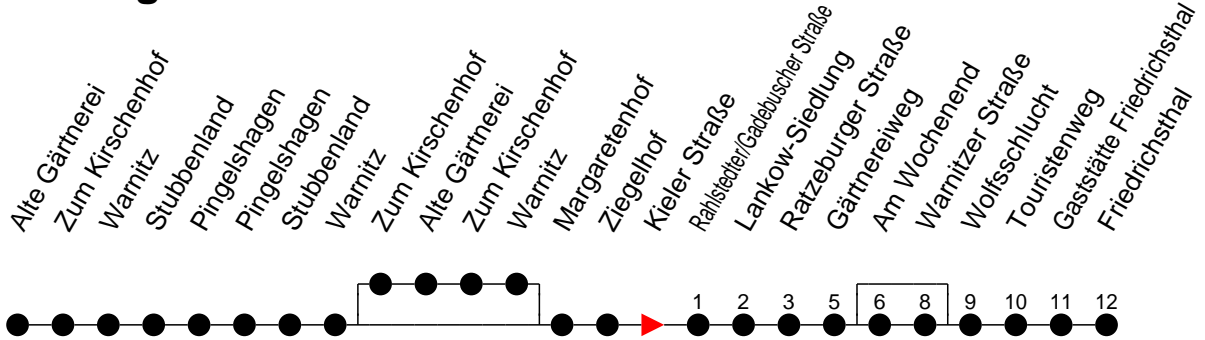 Alte Gärtnerei
Zum Kirschenhof
Warnitz
Stubbenland
Pingelshagen
Pingelshagen
Stubbenland
Warnitz
Zum Kirschenhof
Alte Gärtnerei
Zum Kirschenhof
Warnitz
Margaretenhof
Ziegelhof
Kieler Straße
Rahlstedter/Gadebuscher Straße
Lankow-Siedlung
Ratzeburger Straße
Gärtnereiweg
Am Wochenend
Warnitzer Straße
Wolfsschlucht
Touristenweg
Gaststätte Friedrichsthal
Friedrichsthal
1 2 3 5 6 8 9 10 11 12